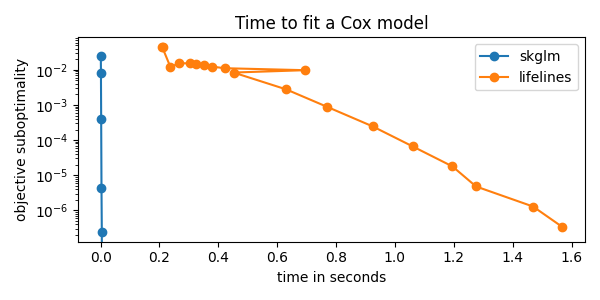 Time to fit a Cox model
objective suboptimality
10⁻²
10⁻³
10⁻⁴
10⁻⁵
10⁻⁶
skglm
lifelines
0.0 0.2 0.4 0.6 0.8 1.0 1.2 1.4 1.6
time in seconds